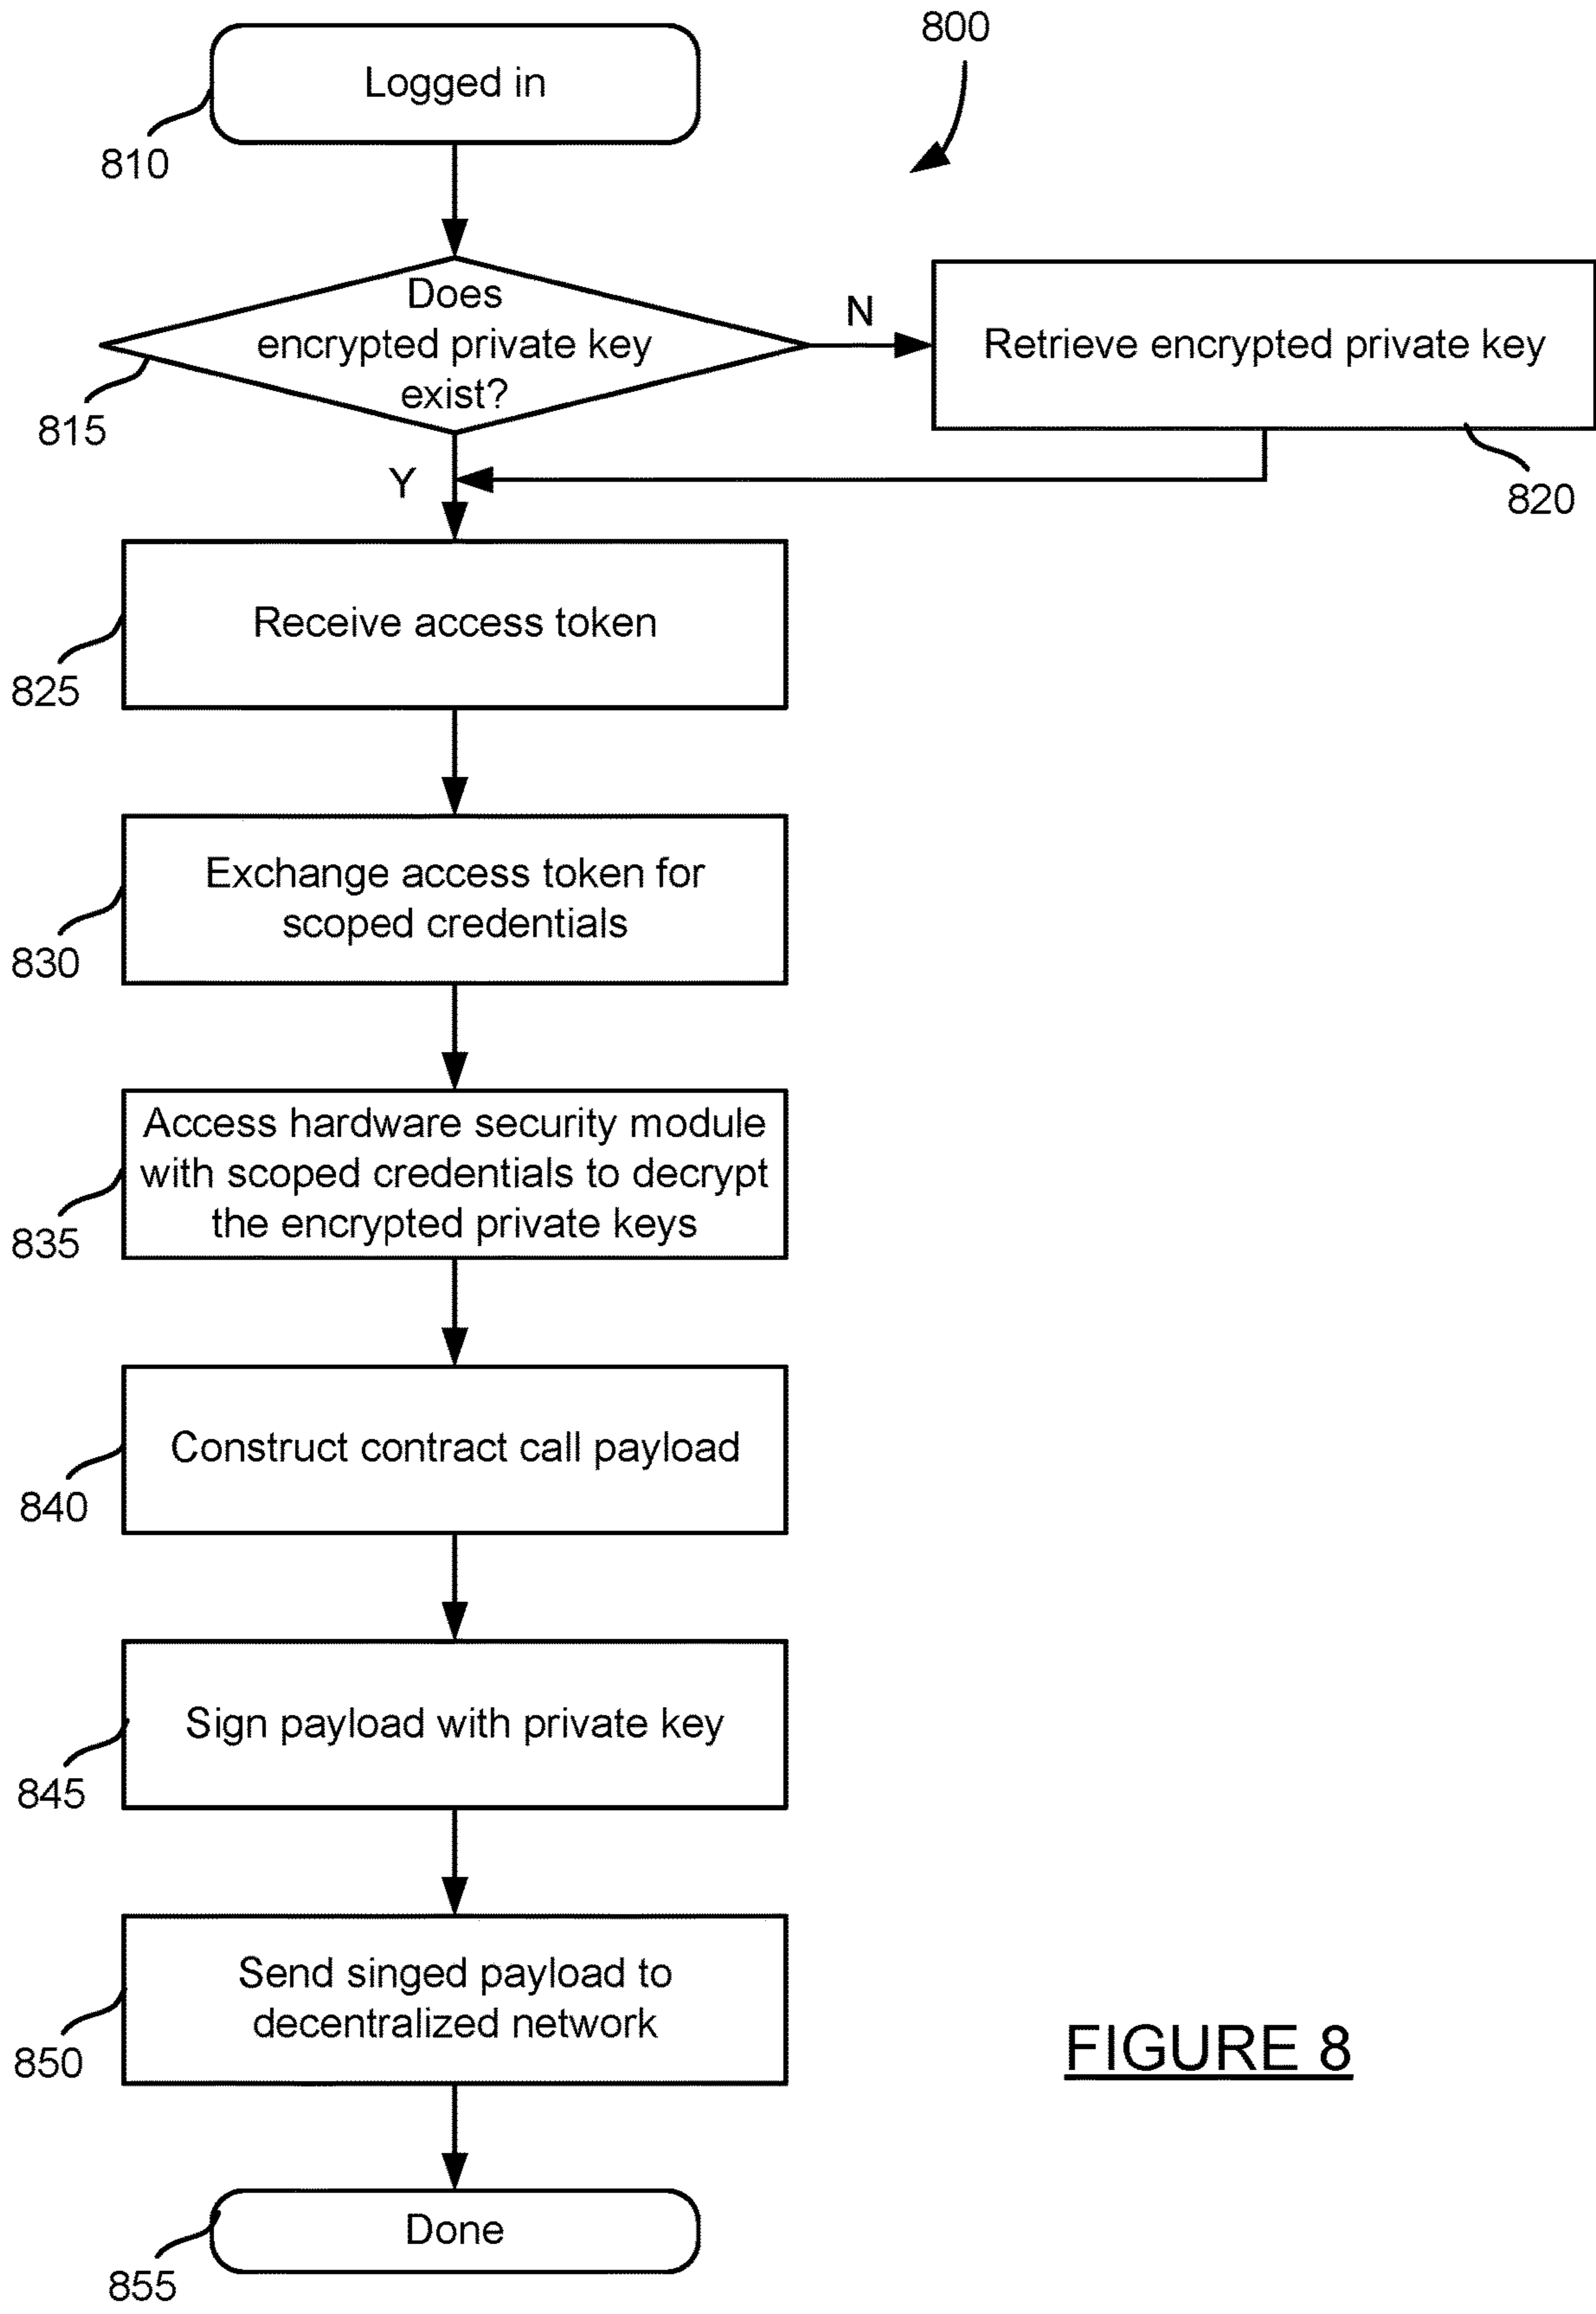 800
Logged in
810
Does
encrypted private key
exist?
815
N
Retrieve encrypted private key
820
Y
Receive access token
825
Exchange access token for
scoped credentials
830
Access hardware security module
with scoped credentials to decrypt
the encrypted private keys
835
Construct contract call payload
840
Sign payload with private key
845
Send singed payload to
decentralized network
850
Done
855
FIGURE 8